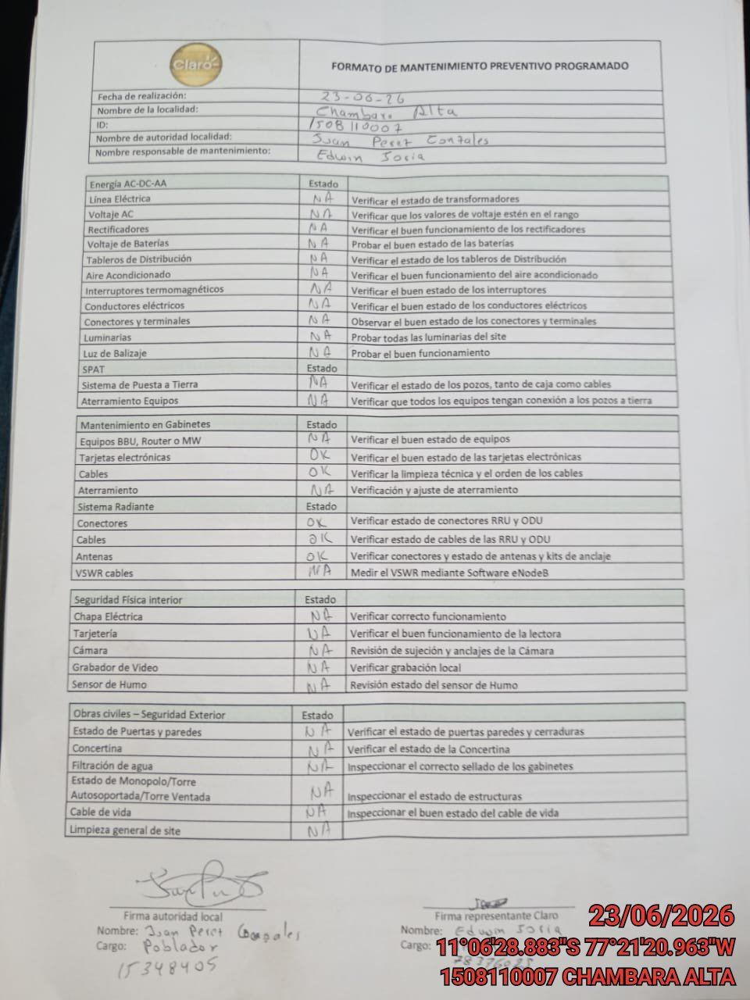 Claro
FORMATO DE MANTENIMIENTO PREVENTIVO PROGRAMADO
Fecha de realización: 23-06-26
Nombre de la localidad: Chambara Alta
ID: 1508110007
Nombre de autoridad localidad: Juan Perez Gonzales
Nombre responsable de mantenimiento: Edwin Soria
Energía AC-DC-AA Estado
Línea Eléctrica NA Verificar el estado de transformadores
Voltaje AC NA Verificar que los valores de voltaje estén en el rango
Rectificadores NA Verificar el buen funcionamiento de los rectificadores
Voltaje de Baterías NA Probar el buen estado de las baterías
Tableros de Distribución NA Verificar el estado de los tableros de Distribución
Aire Acondicionado NA Verificar el buen funcionamiento del aire acondicionado
Interruptores termomagnéticos NA Verificar el buen estado de los interruptores
Conductores eléctricos NA Verificar el buen estado de los conductores eléctricos
Conectores y terminales NA Observar el buen estado de los conectores y terminales
Luminarias NA Probar todas las luminarias del site
Luz de Balizaje NA Probar el buen funcionamiento
SPAT Estado
Sistema de Puesta a Tierra NA Verificar el estado de los pozos, tanto de caja como cables
Aterramiento Equipos NA Verificar que todos los equipos tengan conexión a los pozos a tierra
Mantenimiento en Gabinetes Estado
Equipos BBU, Router o MW NA Verificar el buen estado de equipos
Tarjetas electrónicas OK Verificar el buen estado de las tarjetas electrónicas
Cables OK Verificar la limpieza técnica y el orden de los cables
Aterramiento NA Verificación y ajuste de aterramiento
Sistema Radiante Estado
Conectores OK Verificar estado de conectores RRU y ODU
Cables OK Verificar estado de cables de las RRU y ODU
Antenas OK Verificar conectores y estado de antenas y kits de anclaje
VSWR cables NA Medir el VSWR mediante Software eNodeB
Seguridad Física interior Estado
Chapa Eléctrica NA Verificar correcto funcionamiento
Tarjetería NA Verificar el buen funcionamiento de la lectora
Cámara NA Revisión de sujeción y anclajes de la Cámara
Grabador de Video NA Verificar grabación local
Sensor de Humo NA Revisión estado del sensor de Humo
Obras civiles – Seguridad Exterior Estado
Estado de Puertas y paredes NA Verificar el estado de puertas paredes y cerraduras
Concertina NA Verificar el estado de la Concertina
Filtración de agua NA Inspeccionar el correcto sellado de los gabinetes
Estado de Monopolo/Torre
Autosoportada/Torre Ventada NA Inspeccionar el estado de estructuras
Cable de vida NA Inspeccionar el buen estado del cable de vida
Limpieza general de site NA
Firma autoridad local
Nombre: Juan Perez Gonzales
Cargo: Poblador
15348405
Firma representante Claro
Nombre: Edwin Soria
Cargo:
23/06/2026
11°06'28.883"S 77°21'20.963"W
1508110007 CHAMBARA ALTA